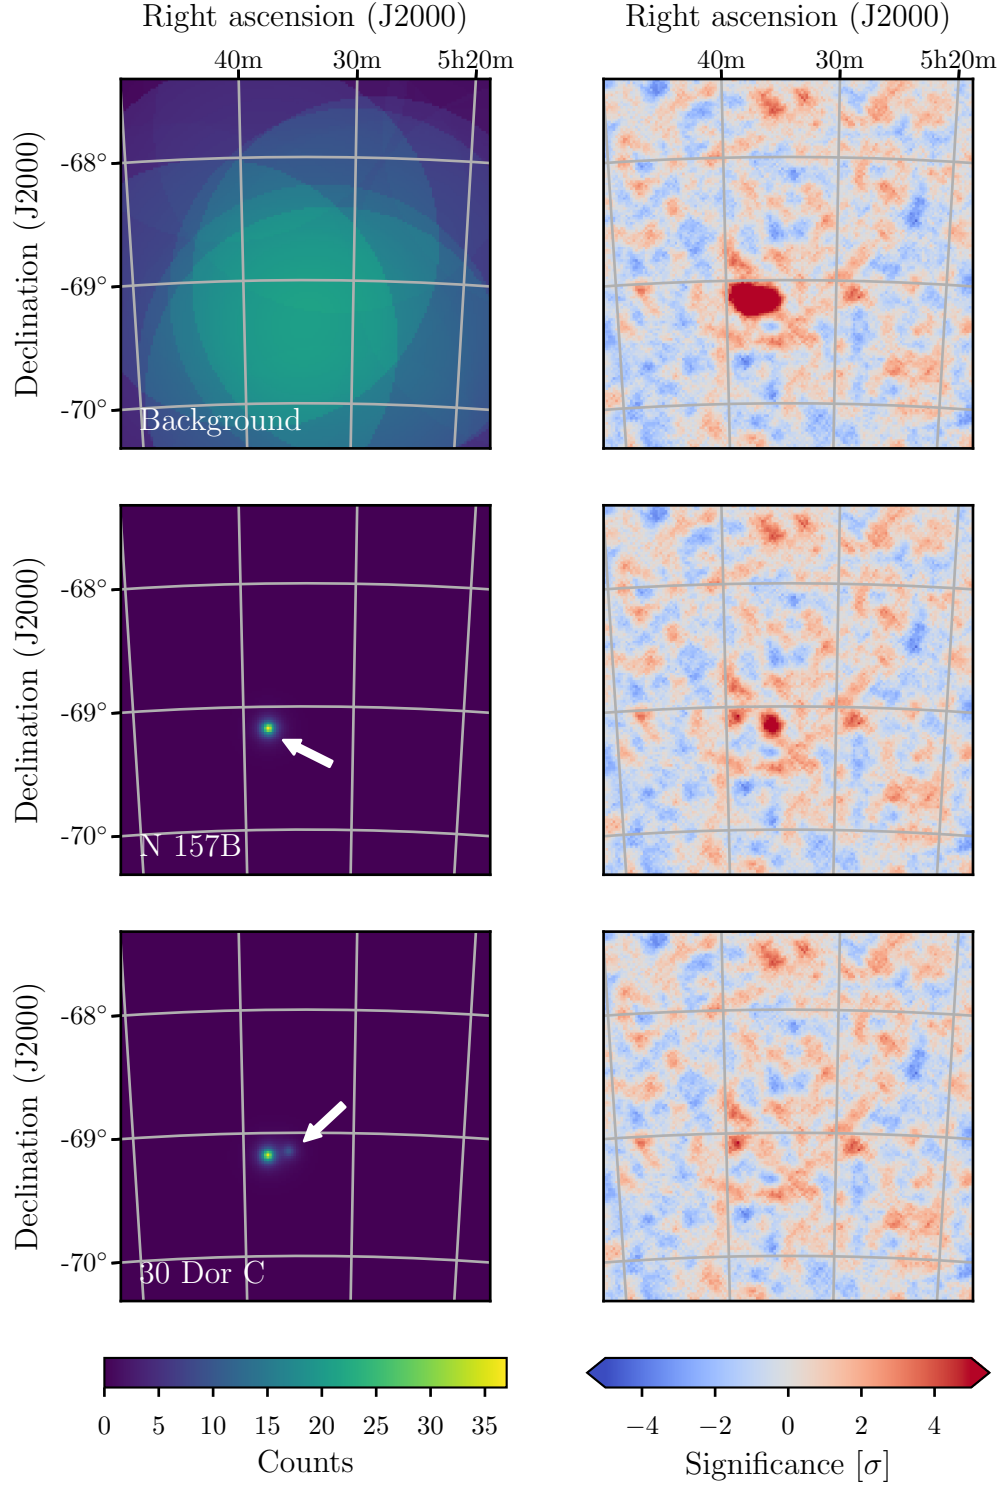 Right ascension (J2000) Right ascension (J2000)
40m 30m 5h20m 40m 30m 5h20m
Declination (J2000)
-68°
-69°
-70°
Background
Declination (J2000)
-68°
-69°
-70°
N 157B
Declination (J2000)
-68°
-69°
-70°
30 Dor C
0 5 10 15 20 25 30 35
Counts
−4 −2 0 2 4
Significance [σ]